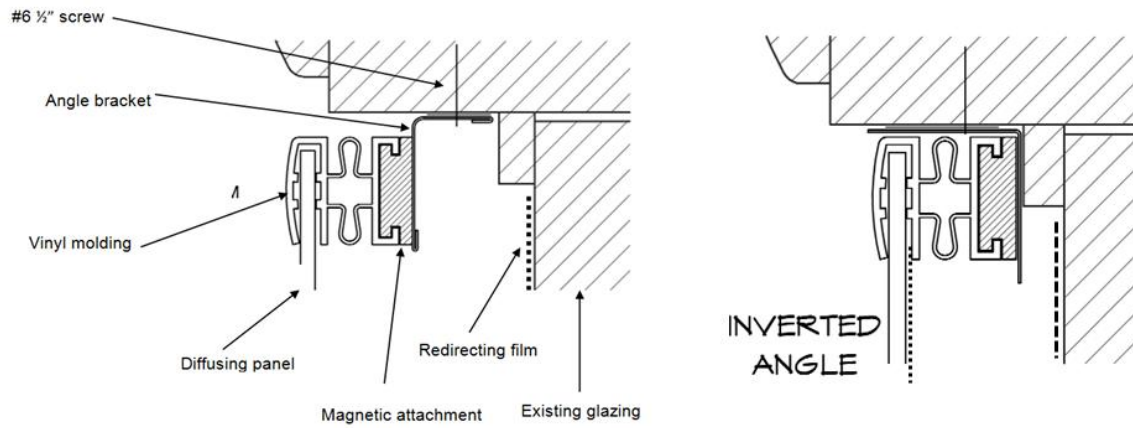 #6 ½” screw
Angle bracket
Vinyl molding
Diffusing panel
Magnetic attachment
Redirecting film
Existing glazing
INVERTED
ANGLE